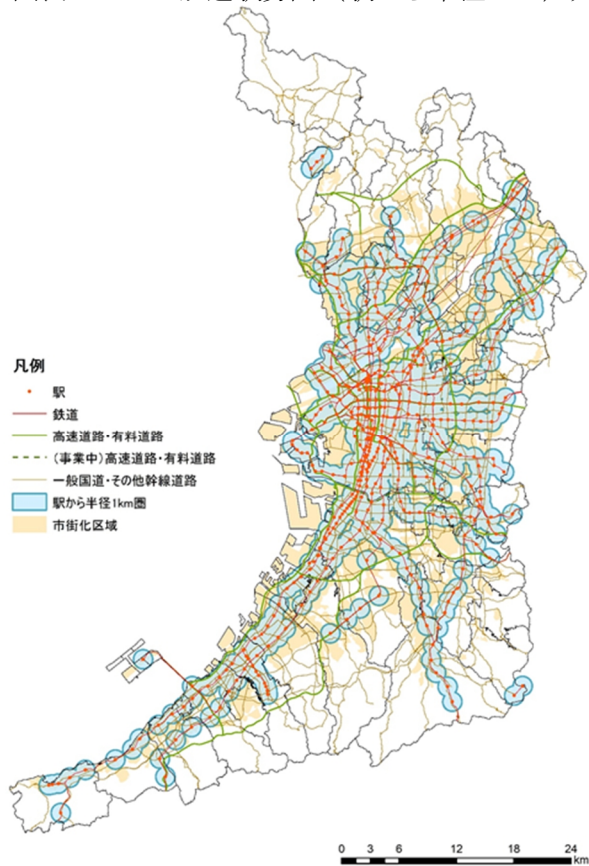 凡例
駅
鉄道
高速道路・有料道路
(事業中)高速道路・有料道路
一般国道・その他幹線道路
駅から半径1km圏
市街化区域
0 3 6 12 18 24
km